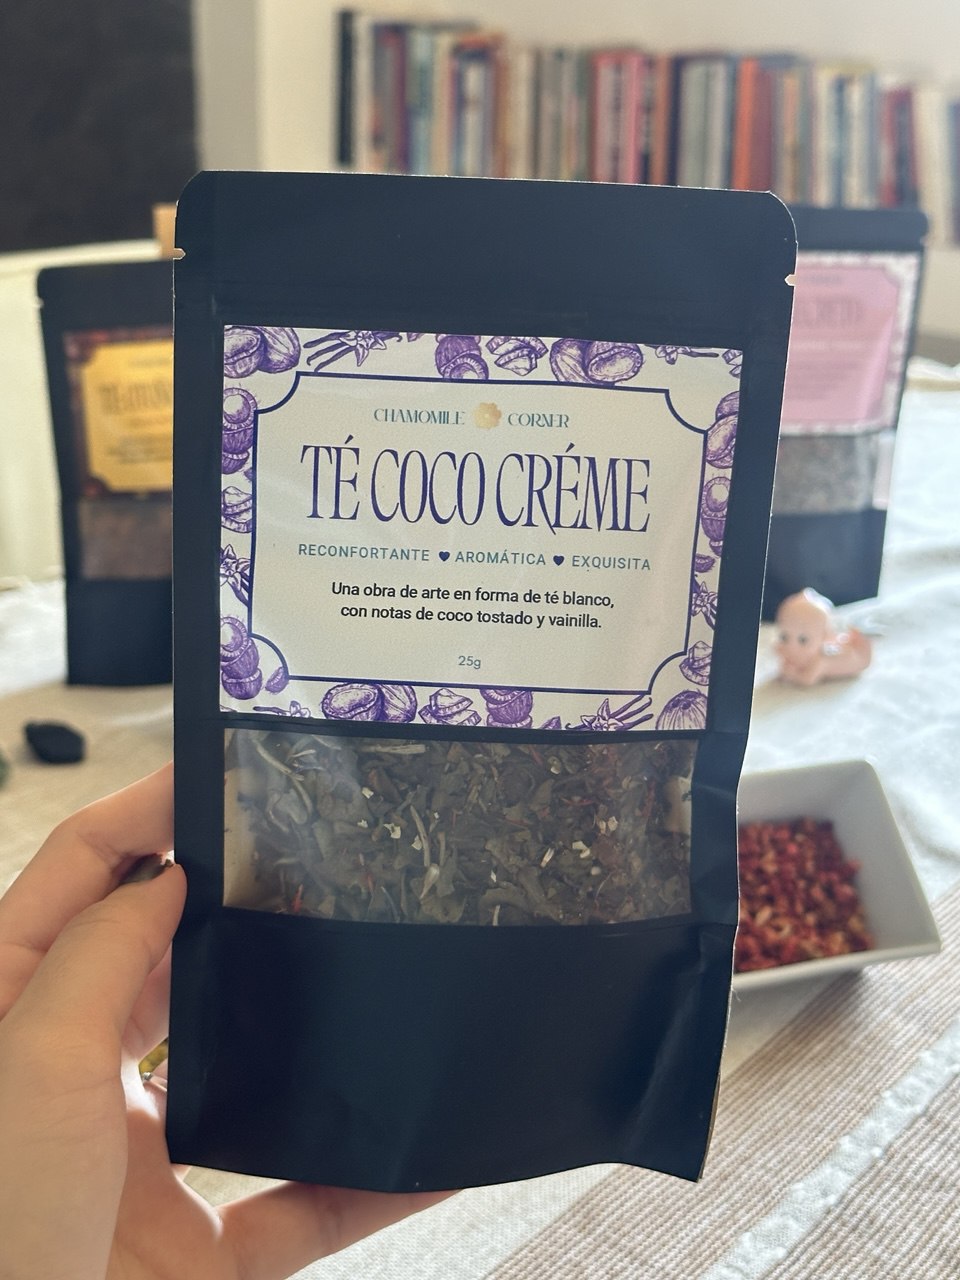 CHAMOMILE CORNER
TÉ COCO CRÉME
RECONFORTANTE ♥ AROMÁTICA ♥ EXQUISITA
Una obra de arte en forma de té blanco,
con notas de coco tostado y vainilla.
25g